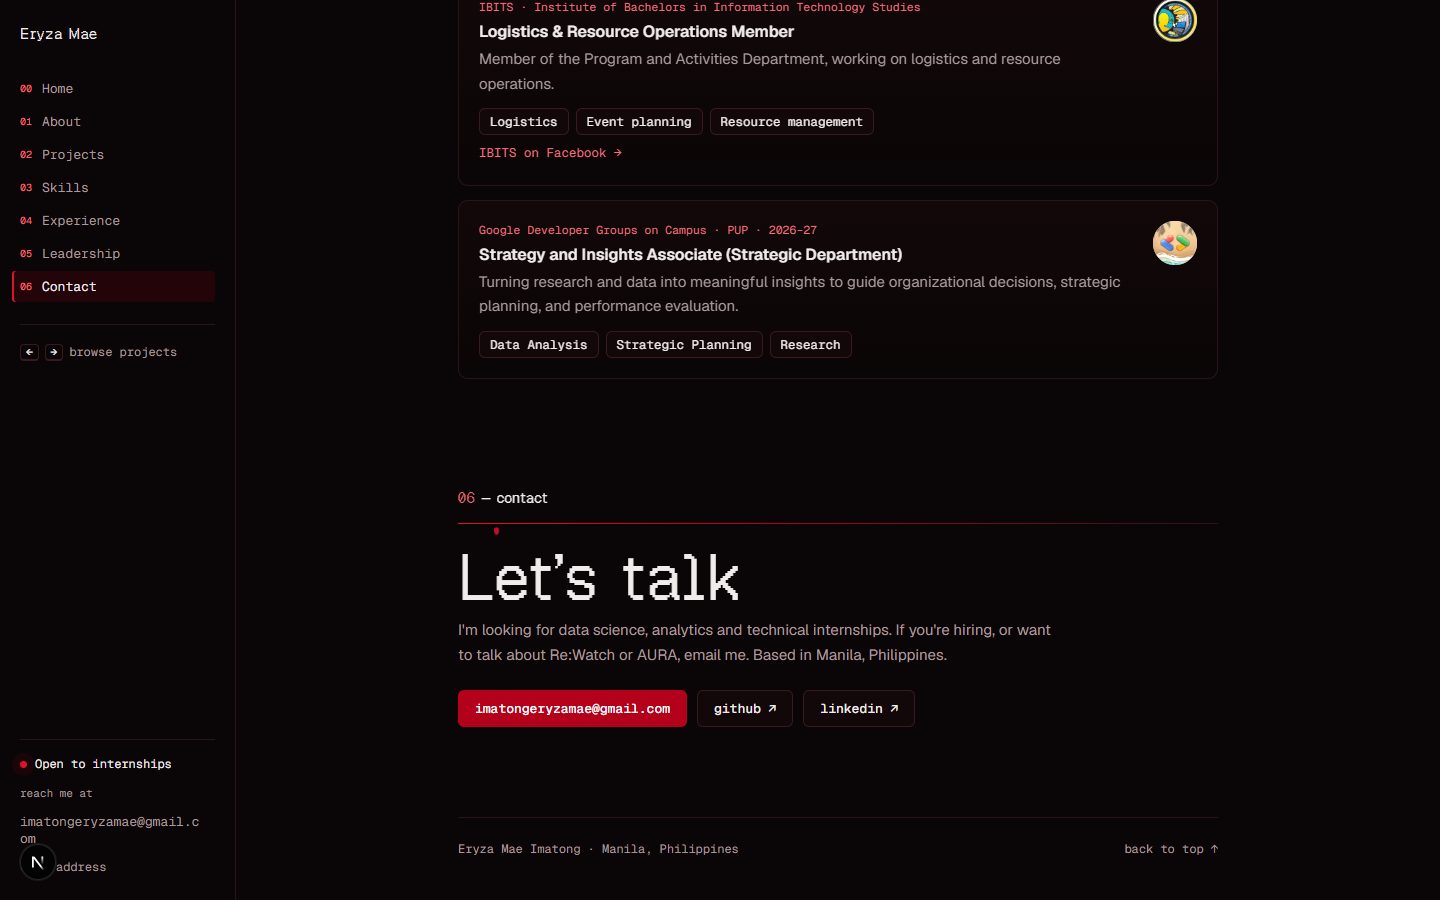 Eryza Mae
00 Home
01 About
02 Projects
03 Skills
04 Experience
05 Leadership
06 Contact
← → browse projects
Open to internships
reach me at
imatongeryzamae@gmail.c
om
N
address
IBITS · Institute of Bachelors in Information Technology Studies
Logistics & Resource Operations Member
Member of the Program and Activities Department, working on logistics and resource
operations.
Logistics Event planning Resource management
IBITS on Facebook →
Google Developer Groups on Campus · PUP · 2026–27
Strategy and Insights Associate (Strategic Department)
Turning research and data into meaningful insights to guide organizational decisions, strategic
planning, and performance evaluation.
Data Analysis Strategic Planning Research
06 — contact
Let’s talk
I'm looking for data science, analytics and technical internships. If you're hiring, or want
to talk about Re:Watch or AURA, email me. Based in Manila, Philippines.
imatongeryzamae@gmail.com github ↗ linkedin ↗
Eryza Mae Imatong · Manila, Philippines
back to top ↑